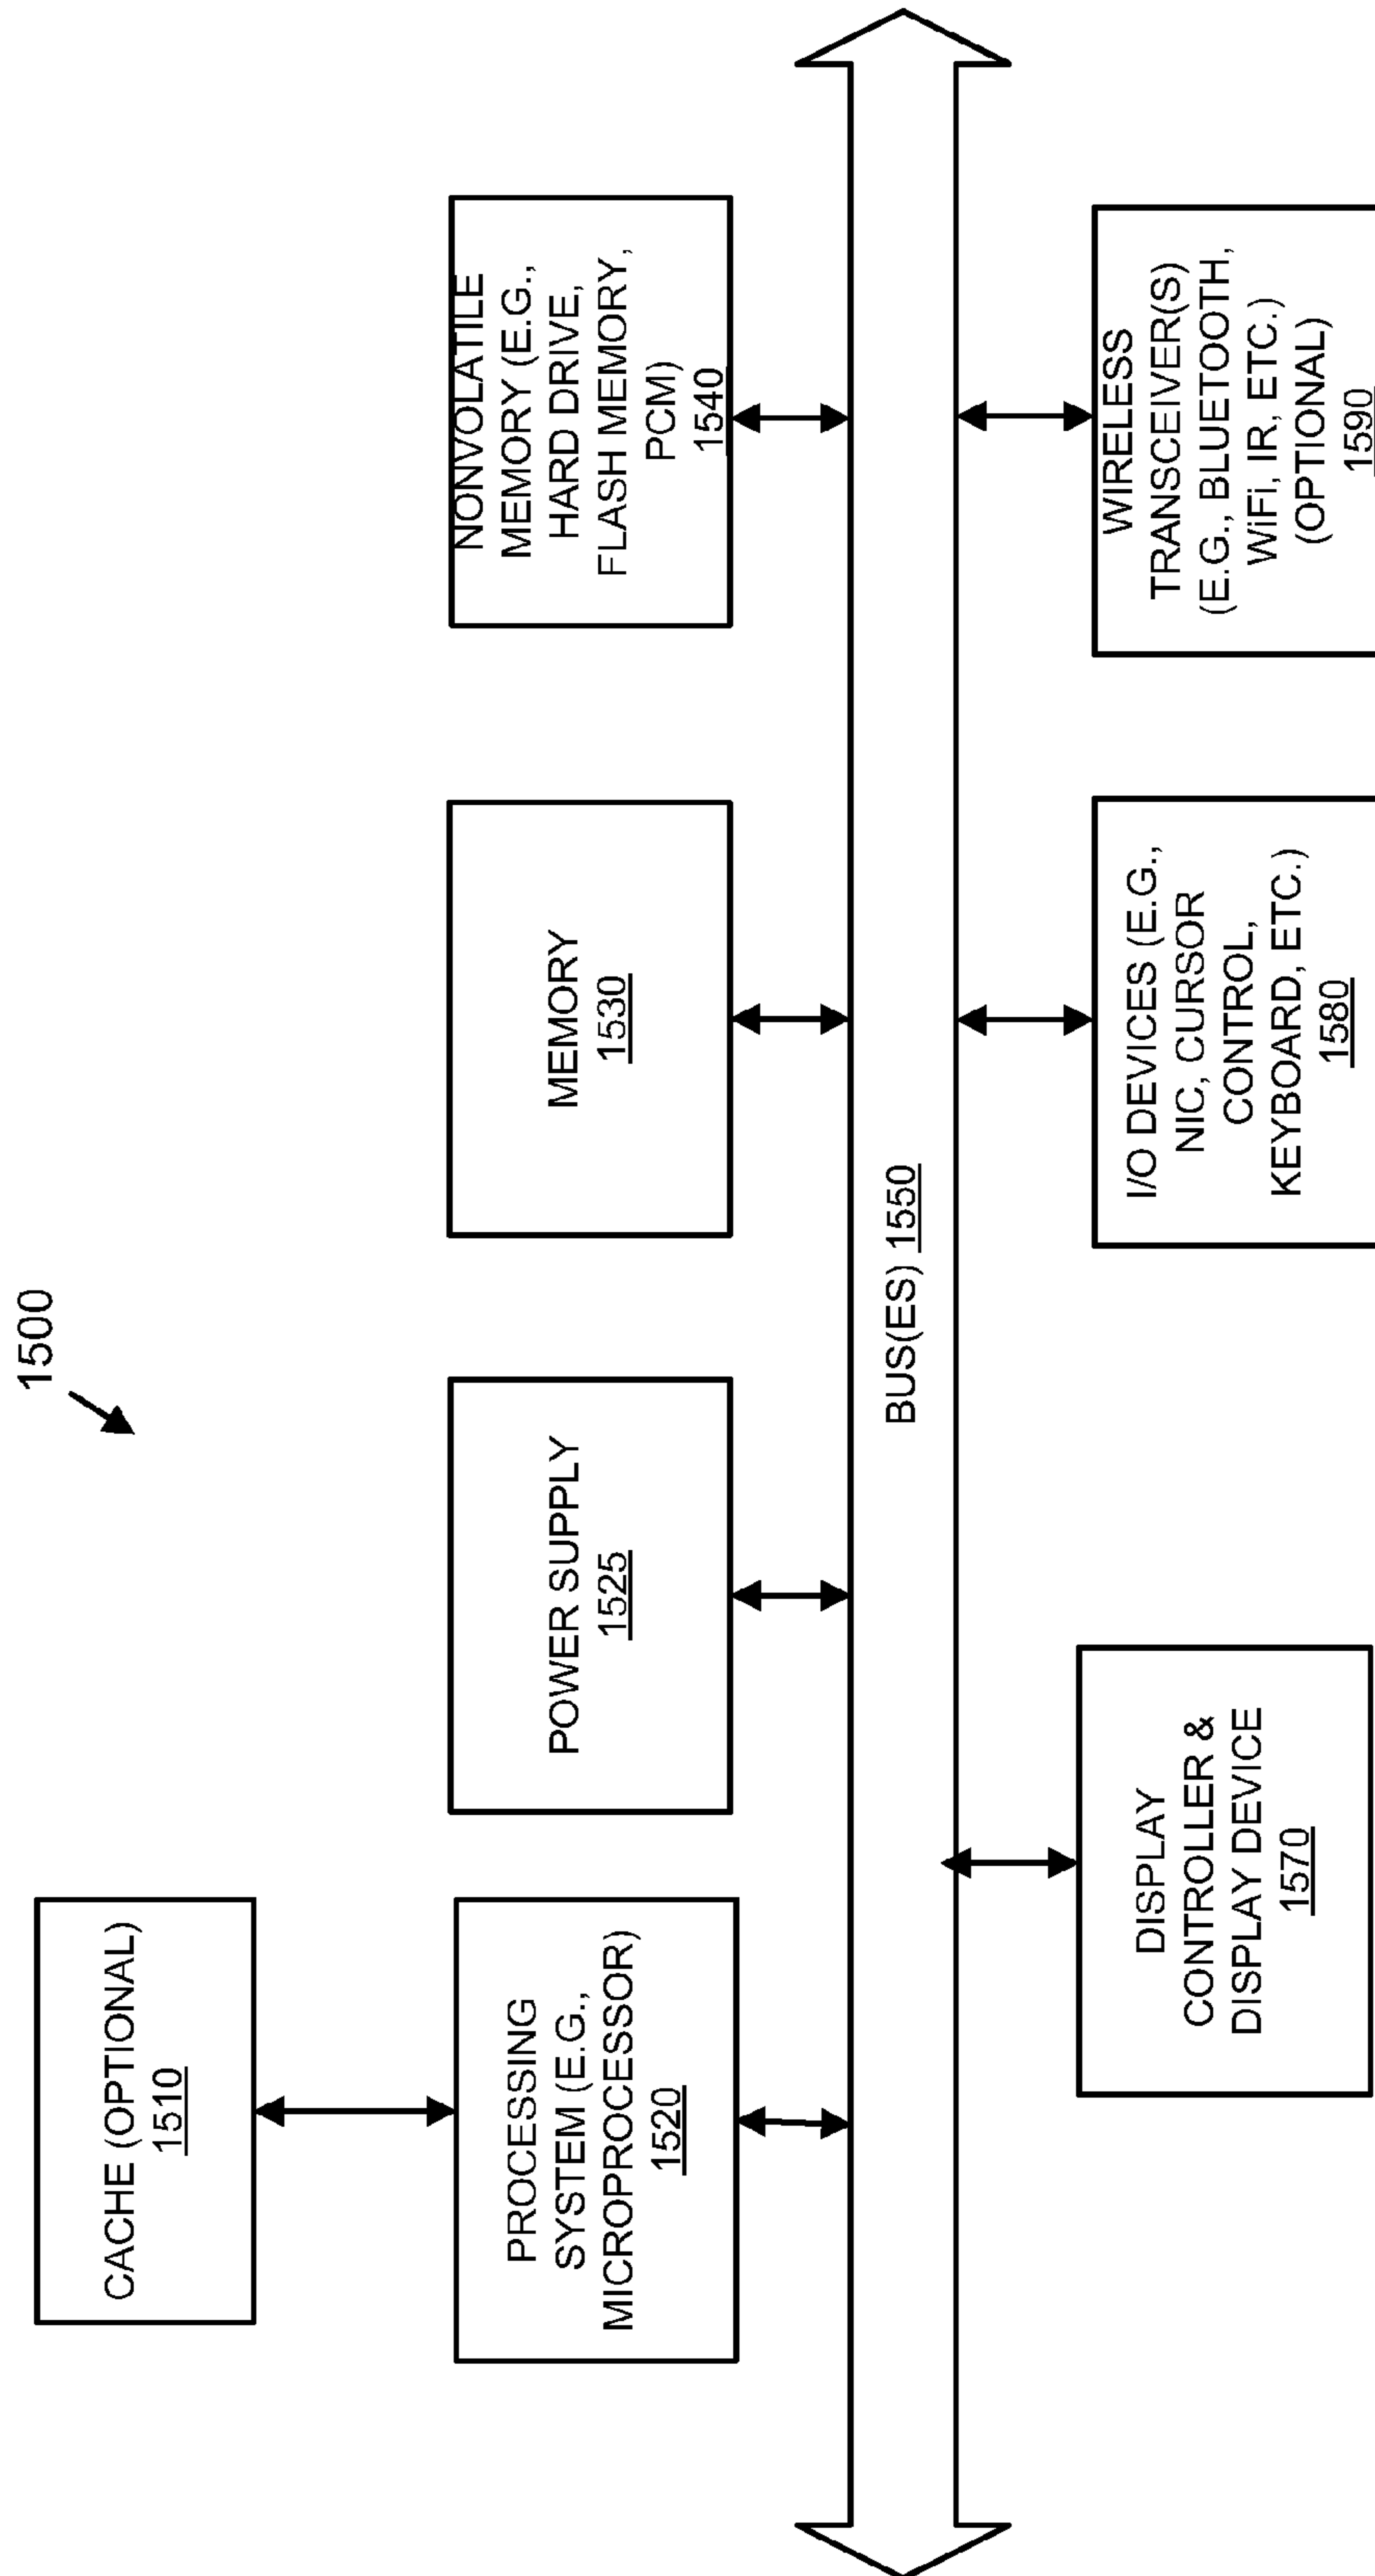 1500
CACHE (OPTIONAL)
1510
PROCESSING
SYSTEM (E.G.,
MICROPROCESSOR)
1520
POWER SUPPLY
1525
MEMORY
1530
NONVOLATILE
MEMORY (E.G.,
HARD DRIVE,
FLASH MEMORY,
PCM)
1540
BUS(ES) 1550
DISPLAY
CONTROLLER &
DISPLAY DEVICE
1570
I/O DEVICES (E.G.,
NIC, CURSOR
CONTROL,
KEYBOARD, ETC.)
1580
WIRELESS
TRANSCEIVER(S)
(E.G., BLUETOOTH,
WiFi, IR, ETC.)
(OPTIONAL)
1590